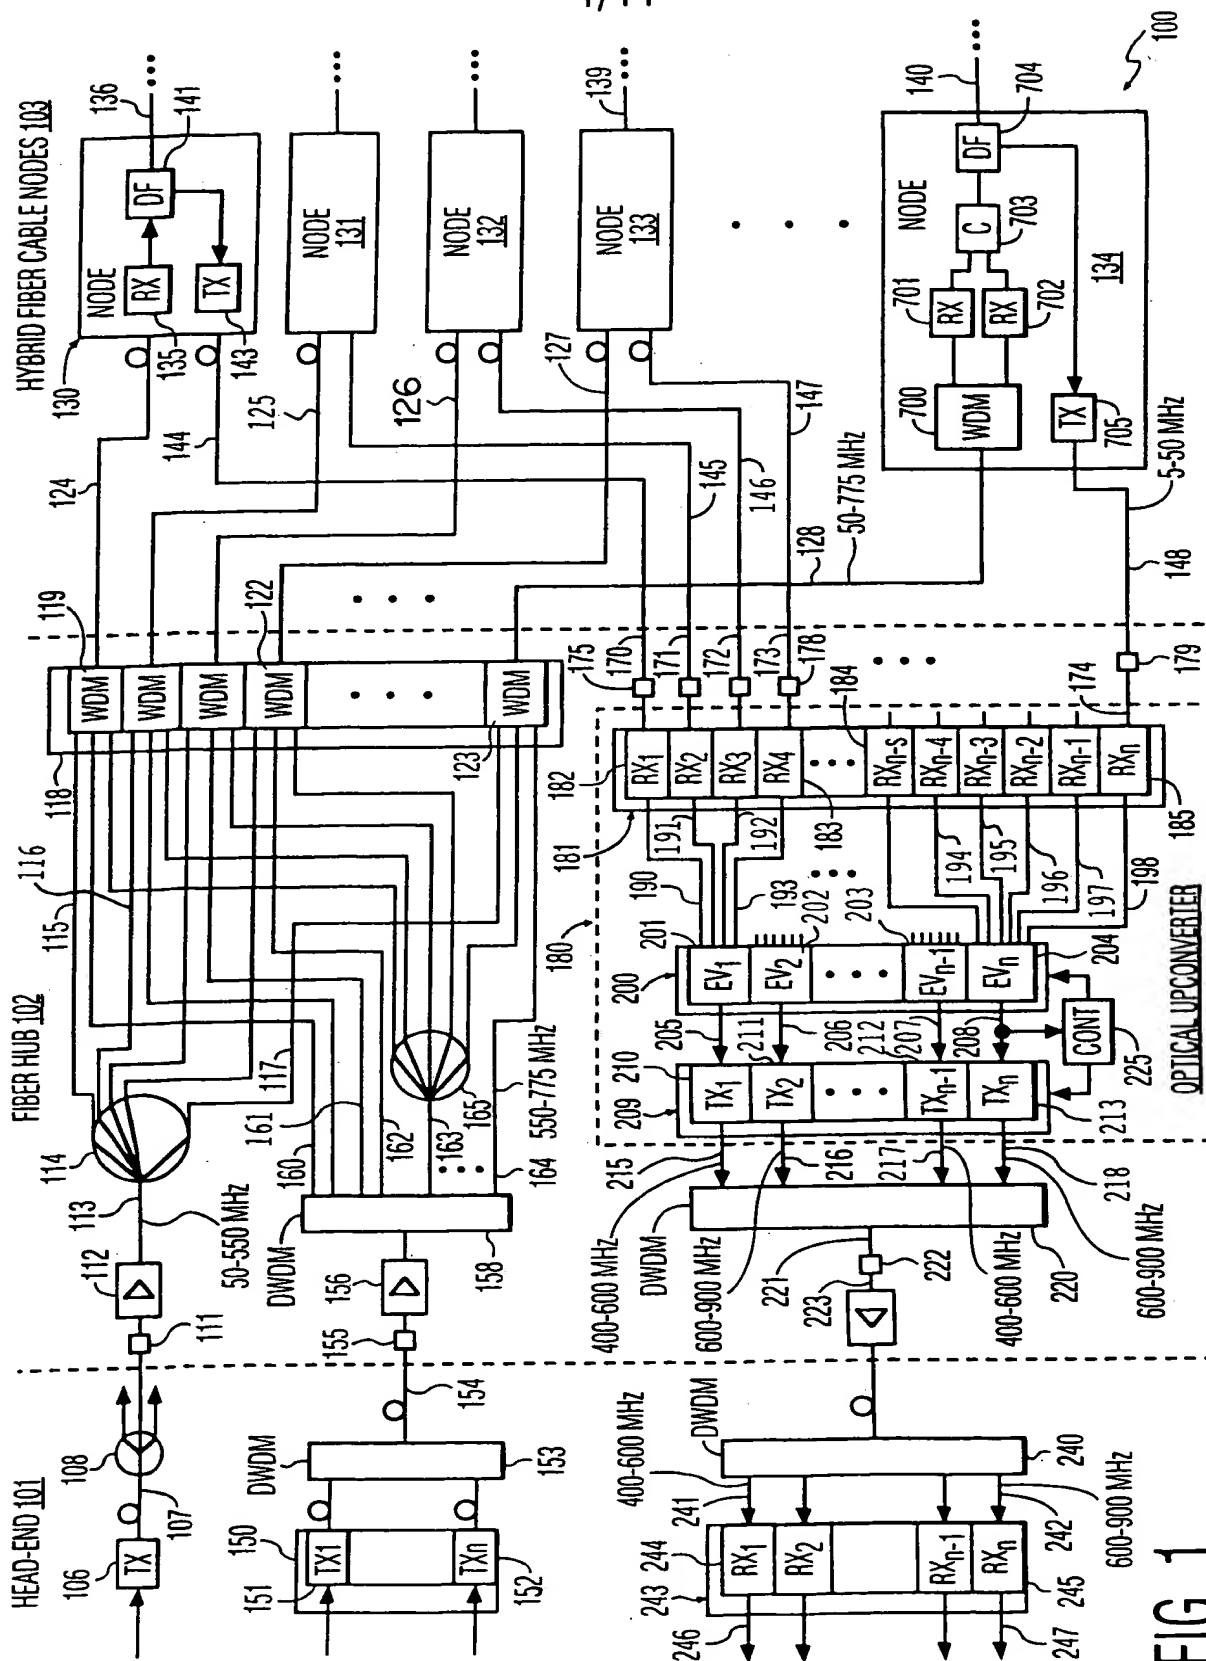 HEAD-END 101
106
TX
107
108
150
151
TX1
TXn
152
DWDM
153
154
DWDM
240
400-600 MHz
241
242
600-900 MHz
243
244
RX1
RX2
RXn-1
RXn
245
246
247
FIBER HUB 102
111
112
113
50-550 MHz
114
115
116
117
118
119
WDM
WDM
WDM
WDM
122
WDM
123
155
156
DWDM
158
160
161
162
163
164
165
550-775 MHz
180
181
182
RX1
RX2
RX3
RX4
183
184
RXn-s
RXn-4
RXn-3
RXn-2
RXn-1
RXn
185
190
191
192
193
194
195
196
197
198
200
201
EV1
EV2
EVn-1
EVn
202
203
204
205
206
207
208
209
210
TX1
TX2
TXn-1
TXn
211
212
213
CONT
225
OPTICAL UPCONVERTER
215
216
217
218
400-600 MHz
600-900 MHz
400-600 MHz
600-900 MHz
DWDM
220
221
222
223
170
171
172
173
174
175
178
179
HYBRID FIBER CABLE NODES 103
124
125
126
127
128
50-775 MHz
144
145
146
147
148
5-50 MHz
130
NODE
RX
DF
TX
135
143
136
141
NODE
131
NODE
132
NODE
133
139
NODE
134
700
WDM
701
RX
RX
702
C
703
DF
704
TX
705
140
100
FIG. 1